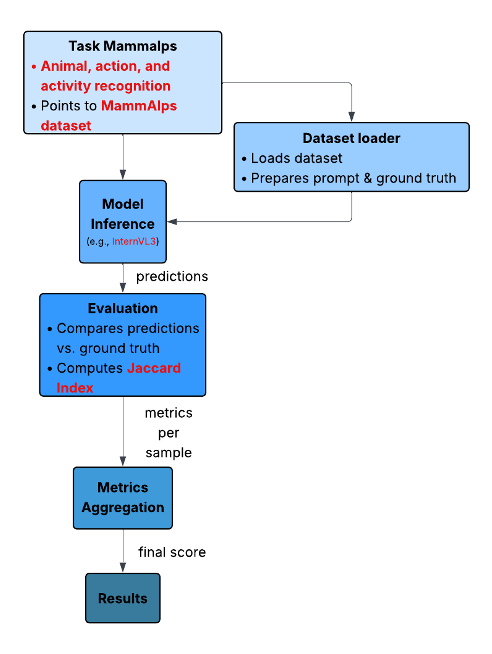 Task Mammalps
• Animal, action, and
activity recognition
• Points to MammAlps
dataset
Dataset loader
• Loads dataset
• Prepares prompt & ground truth
Model
Inference
(e.g., InternVL3)
predictions
Evaluation
• Compares predictions
vs. ground truth
• Computes Jaccard
Index
metrics
per
sample
Metrics
Aggregation
final score
Results